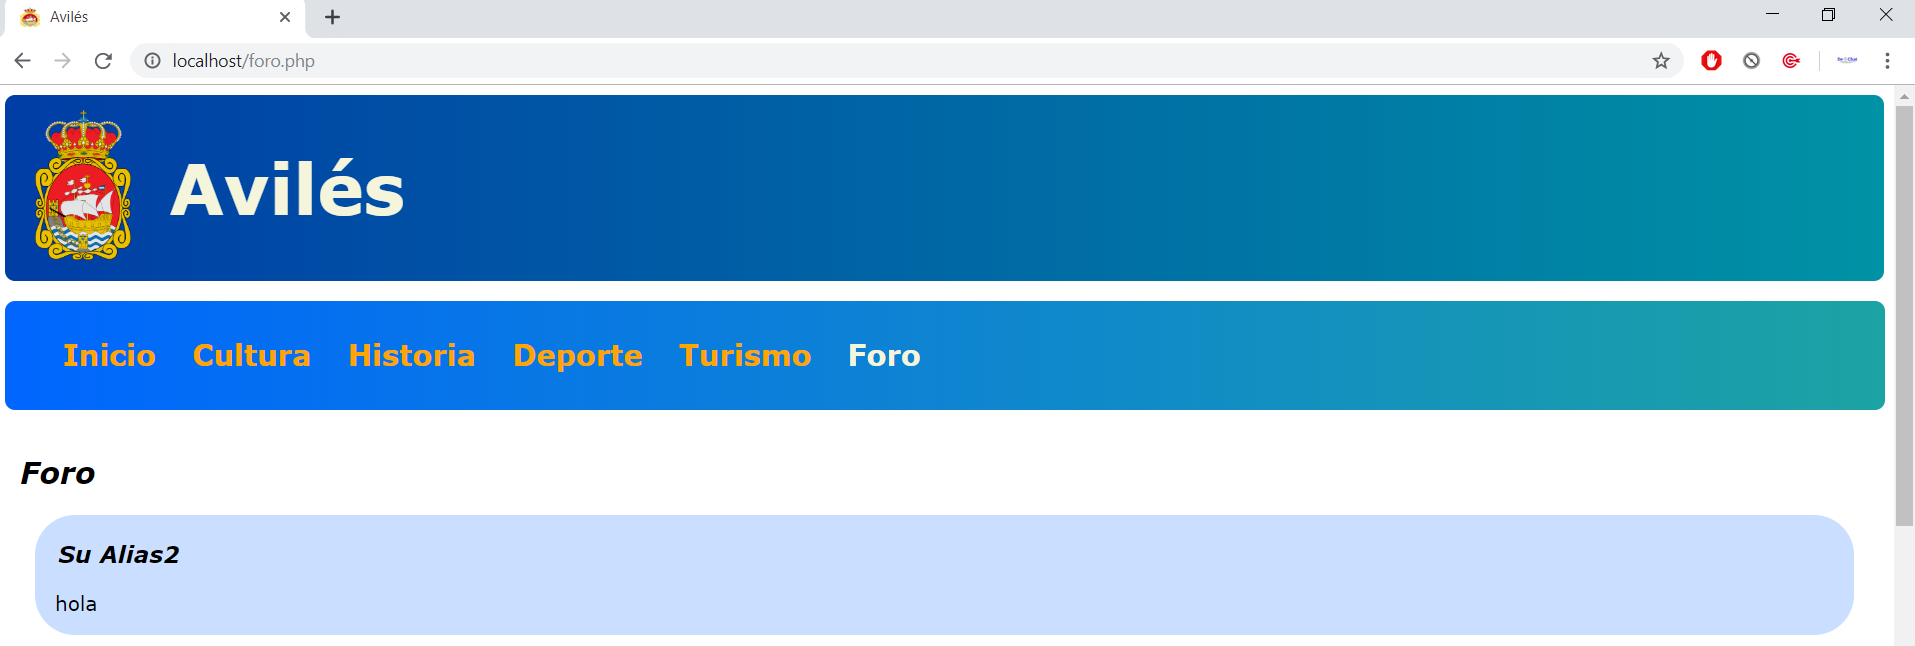 Avilés
localhost/foro.php
Avilés
Inicio Cultura Historia Deporte Turismo Foro
Foro
Su Alias2
hola